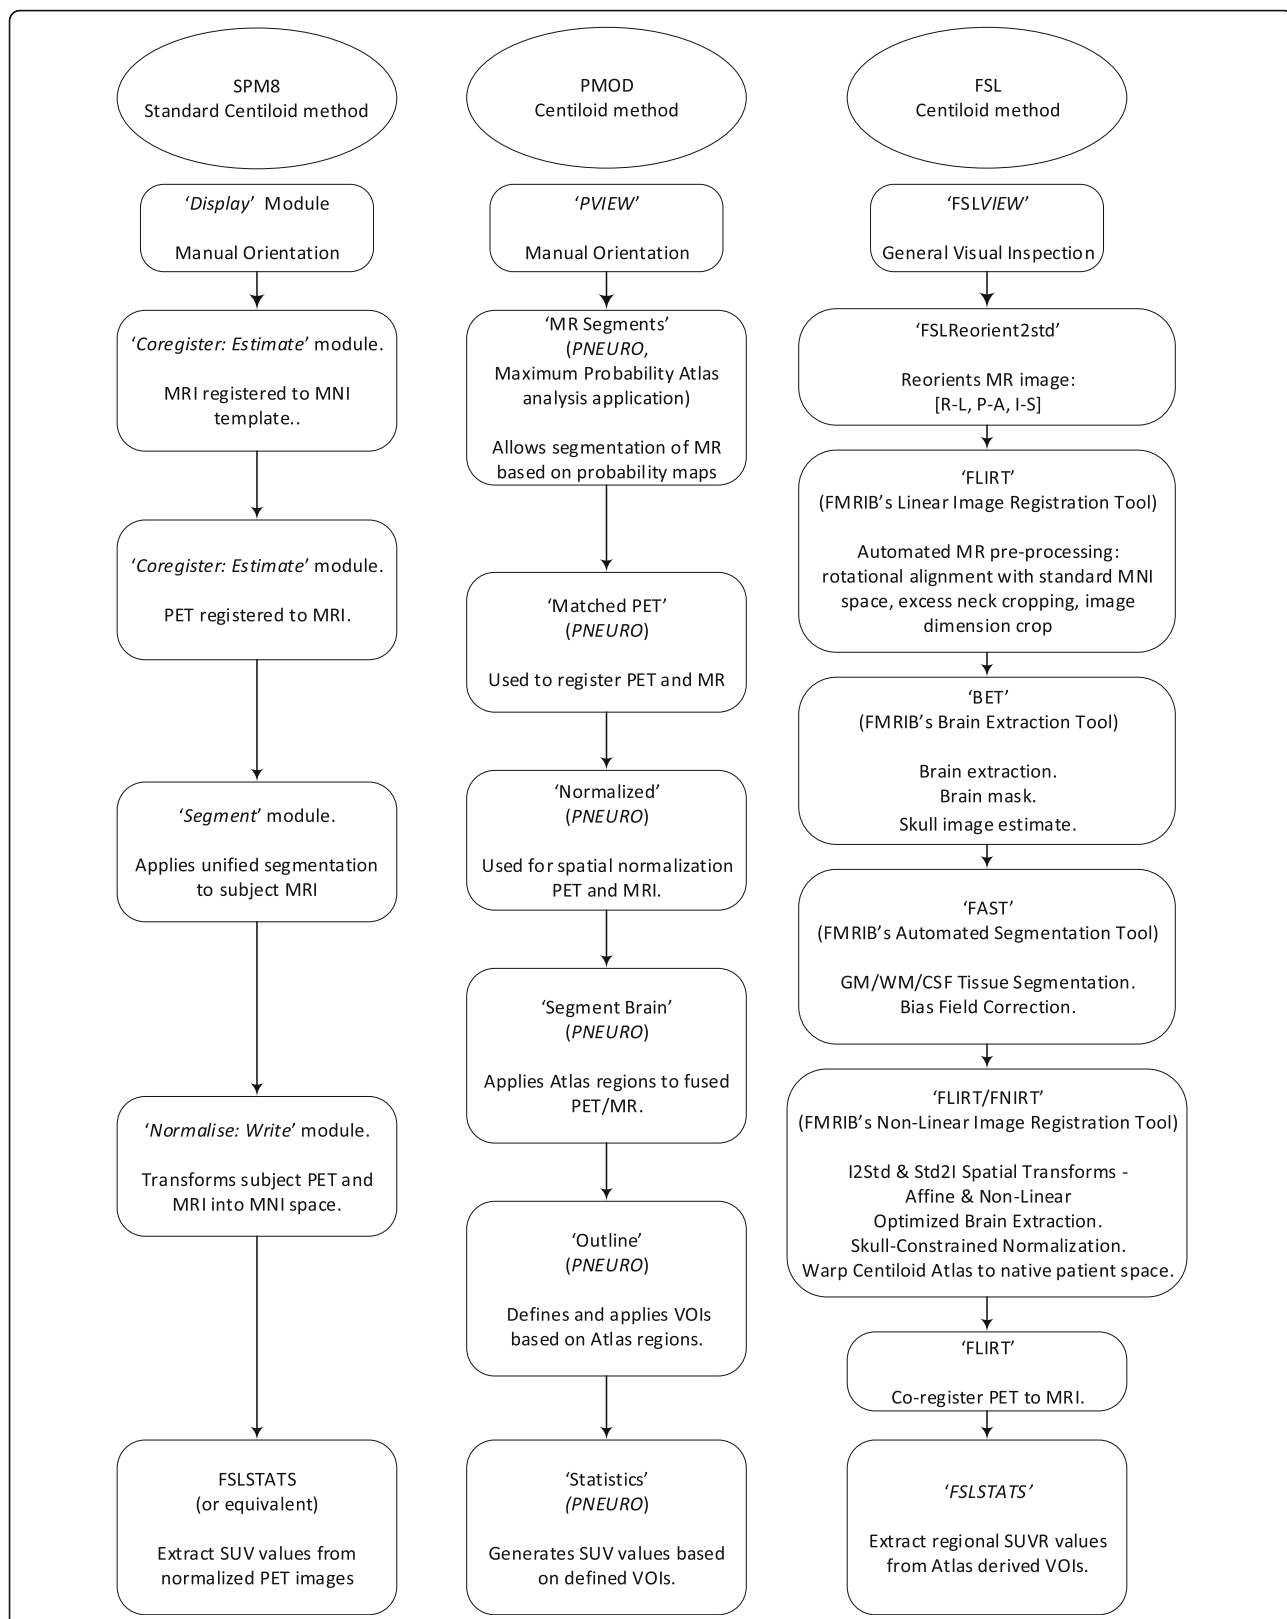 SPM8
Standard Centiloid method
‘Display’ Module
Manual Orientation
‘Coregister: Estimate’ module.
MRI registered to MNI
template..
‘Coregister: Estimate’ module.
PET registered to MRI.
‘Segment’ module.
Applies unified segmentation
to subject MRI
‘Normalise: Write’ module.
Transforms subject PET and
MRI into MNI space.
FSLSTATS
(or equivalent)
Extract SUV values from
normalized PET images
PMOD
Centiloid method
‘PVIEW’
Manual Orientation
‘MR Segments’
(PNEURO,
Maximum Probability Atlas
analysis application)
Allows segmentation of MR
based on probability maps
‘Matched PET’
(PNEURO)
Used to register PET and MR
‘Normalized’
(PNEURO)
Used for spatial normalization
PET and MRI.
‘Segment Brain’
(PNEURO)
Applies Atlas regions to fused
PET/MR.
‘Outline’
(PNEURO)
Defines and applies VOIs
based on Atlas regions.
‘Statistics’
(PNEURO)
Generates SUV values based
on defined VOIs.
FSL
Centiloid method
‘FSLVIEW’
General Visual Inspection
‘FSLReorient2std’
Reorients MR image:
[R-L, P-A, I-S]
‘FLIRT’
(FMRIB’s Linear Image Registration Tool)
Automated MR pre-processing:
rotational alignment with standard MNI
space, excess neck cropping, image
dimension crop
‘BET’
(FMRIB’s Brain Extraction Tool)
Brain extraction.
Brain mask.
Skull image estimate.
‘FAST’
(FMRIB’s Automated Segmentation Tool)
GM/WM/CSF Tissue Segmentation.
Bias Field Correction.
‘FLIRT/FNIRT’
(FMRIB’s Non-Linear Image Registration Tool)
I2Std & Std2I Spatial Transforms -
Affine & Non-Linear
Optimized Brain Extraction.
Skull-Constrained Normalization.
Warp Centiloid Atlas to native patient space.
‘FLIRT’
Co-register PET to MRI.
‘FSLSTATS’
Extract regional SUVR values
from Atlas derived VOIs.